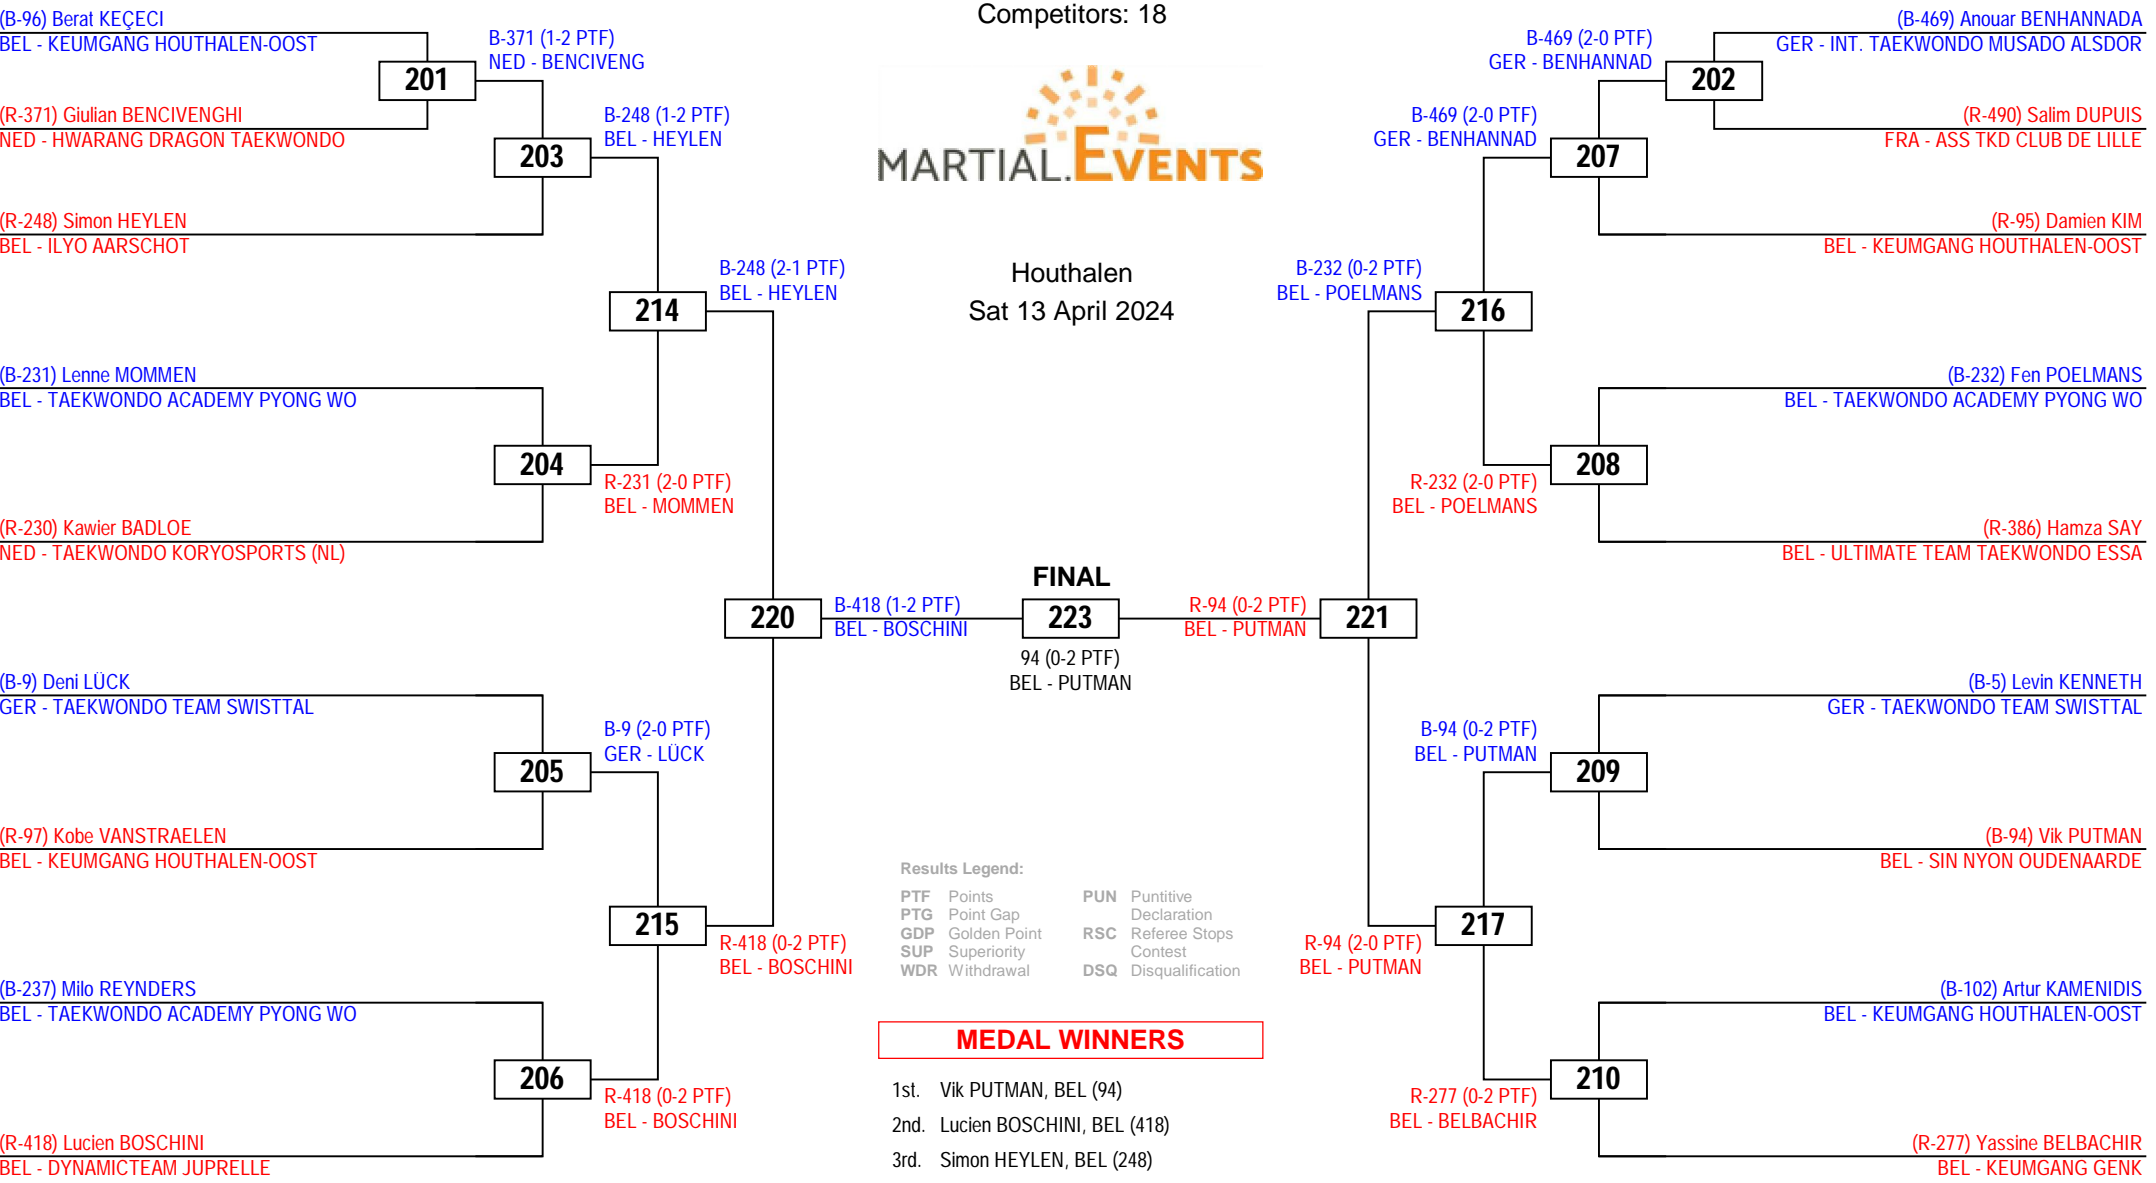 Competitors: 18
MARTIAL.EVENTS
Houthalen
Sat 13 April 2024
(B-96) Berat KEÇECI
BEL - KEUMGANG HOUTHALEN-OOST
201
(R-371) Giulian BENCIVENGHI
NED - HWARANG DRAGON TAEKWONDO
B-371 (1-2 PTF)
NED - BENCIVENG
203
(R-248) Simon HEYLEN
BEL - ILYO AARSCHOT
B-248 (1-2 PTF)
BEL - HEYLEN
214
B-248 (2-1 PTF)
BEL - HEYLEN
(B-231) Lenne MOMMEN
BEL - TAEKWONDO ACADEMY PYONG WO
204
(R-230) Kawier BADLOE
NED - TAEKWONDO KORYOSPORTS (NL)
R-231 (2-0 PTF)
BEL - MOMMEN
220
B-418 (1-2 PTF)
BEL - BOSCHINI
(B-9) Deni LÜCK
GER - TAEKWONDO TEAM SWISTTAL
205
(R-97) Kobe VANSTRAELEN
BEL - KEUMGANG HOUTHALEN-OOST
B-9 (2-0 PTF)
GER - LÜCK
215
R-418 (0-2 PTF)
BEL - BOSCHINI
(B-237) Milo REYNDERS
BEL - TAEKWONDO ACADEMY PYONG WO
206
(R-418) Lucien BOSCHINI
BEL - DYNAMICTEAM JUPRELLE
R-418 (0-2 PTF)
BEL - BOSCHINI
FINAL
223
94 (0-2 PTF)
BEL - PUTMAN
(B-469) Anouar BENHANNADA
GER - INT. TAEKWONDO MUSADO ALSDOR
202
(R-490) Salim DUPUIS
FRA - ASS TKD CLUB DE LILLE
B-469 (2-0 PTF)
GER - BENHANNAD
207
(R-95) Damien KIM
BEL - KEUMGANG HOUTHALEN-OOST
B-469 (2-0 PTF)
GER - BENHANNAD
216
B-232 (0-2 PTF)
BEL - POELMANS
(B-232) Fen POELMANS
BEL - TAEKWONDO ACADEMY PYONG WO
208
(R-386) Hamza SAY
BEL - ULTIMATE TEAM TAEKWONDO ESSA
R-232 (2-0 PTF)
BEL - POELMANS
221
R-94 (0-2 PTF)
BEL - PUTMAN
(B-5) Levin KENNETH
GER - TAEKWONDO TEAM SWISTTAL
209
(B-94) Vik PUTMAN
BEL - SIN NYON OUDENAARDE
B-94 (0-2 PTF)
BEL - PUTMAN
217
R-94 (2-0 PTF)
BEL - PUTMAN
(B-102) Artur KAMENIDIS
BEL - KEUMGANG HOUTHALEN-OOST
210
(R-277) Yassine BELBACHIR
BEL - KEUMGANG GENK
R-277 (0-2 PTF)
BEL - BELBACHIR
Results Legend:
PTF Points
PTG Point Gap
GDP Golden Point
SUP Superiority
WDR Withdrawal
PUN Puntitive
Declaration
RSC Referee Stops
Contest
DSQ Disqualification
MEDAL WINNERS
1st. Vik PUTMAN, BEL (94)
2nd. Lucien BOSCHINI, BEL (418)
3rd. Simon HEYLEN, BEL (248)